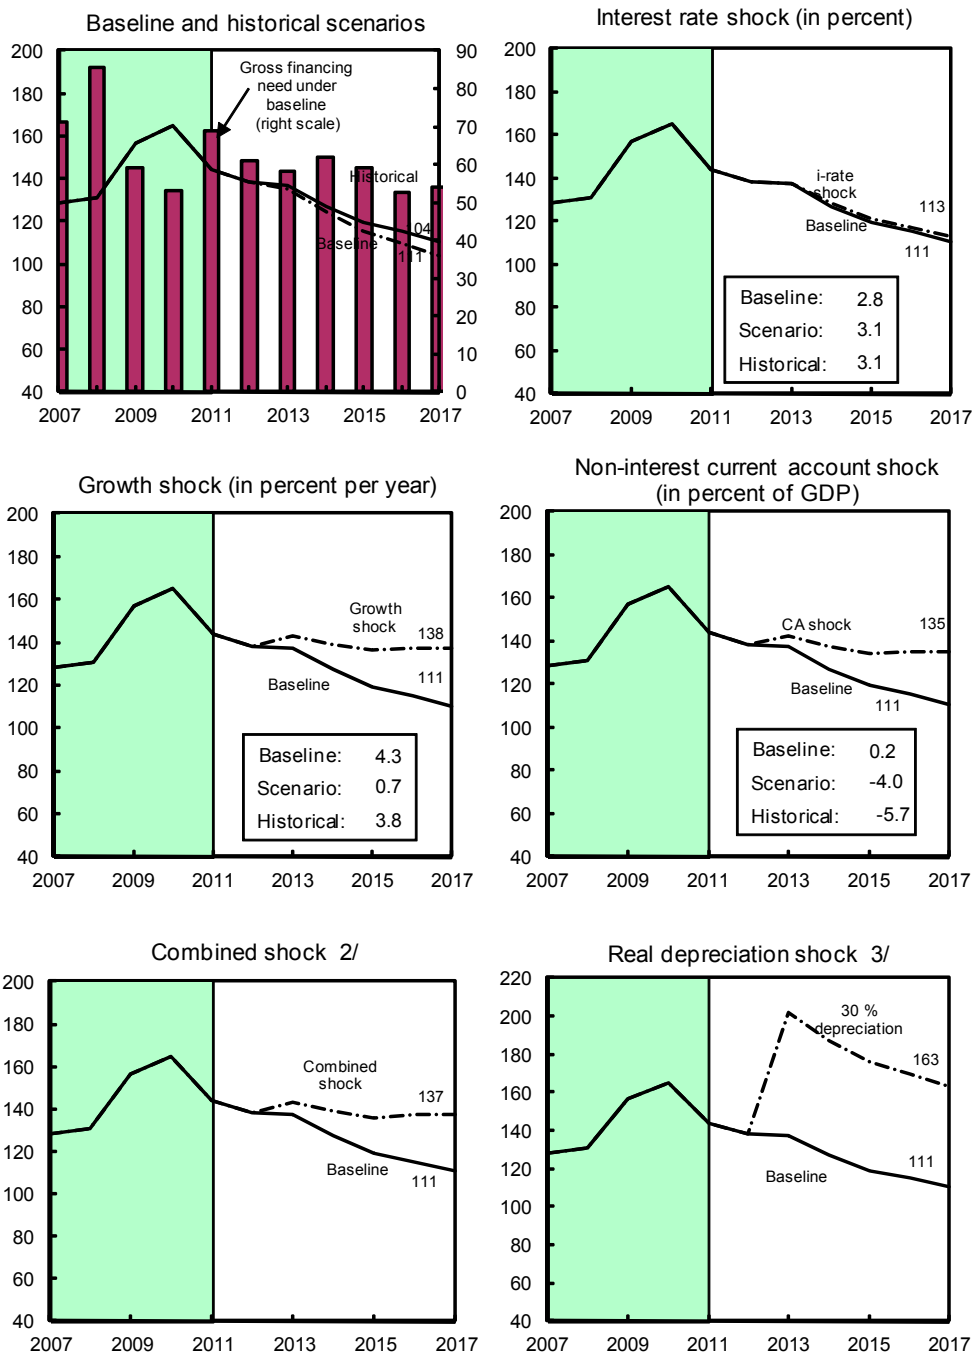 Baseline and historical scenarios
200
180
160
140
120
100
80
60
40
90
80
70
60
50
40
30
20
10
0
Gross financing
need under
baseline
(right scale)
Historical
104
Baseline
111
2007 2009 2011 2013 2015 2017
Interest rate shock (in percent)
200
180
160
140
120
100
80
60
40
i-rate
shock
113
Baseline
111
Baseline: 2.8
Scenario: 3.1
Historical: 3.1
2007 2009 2011 2013 2015 2017
Growth shock (in percent per year)
200
180
160
140
120
100
80
60
40
Growth
shock
138
111
Baseline
Baseline: 4.3
Scenario: 0.7
Historical: 3.8
2007 2009 2011 2013 2015 2017
Non-interest current account shock
(in percent of GDP)
200
180
160
140
120
100
80
60
40
CA shock
135
Baseline
111
Baseline: 0.2
Scenario: -4.0
Historical: -5.7
2007 2009 2011 2013 2015 2017
Combined shock 2/
200
180
160
140
120
100
80
60
40
Combined
shock
137
Baseline
111
2007 2009 2011 2013 2015 2017
Real depreciation shock 3/
220
200
180
160
140
120
100
80
60
40
30 %
depreciation
163
111
Baseline
2007 2009 2011 2013 2015 2017